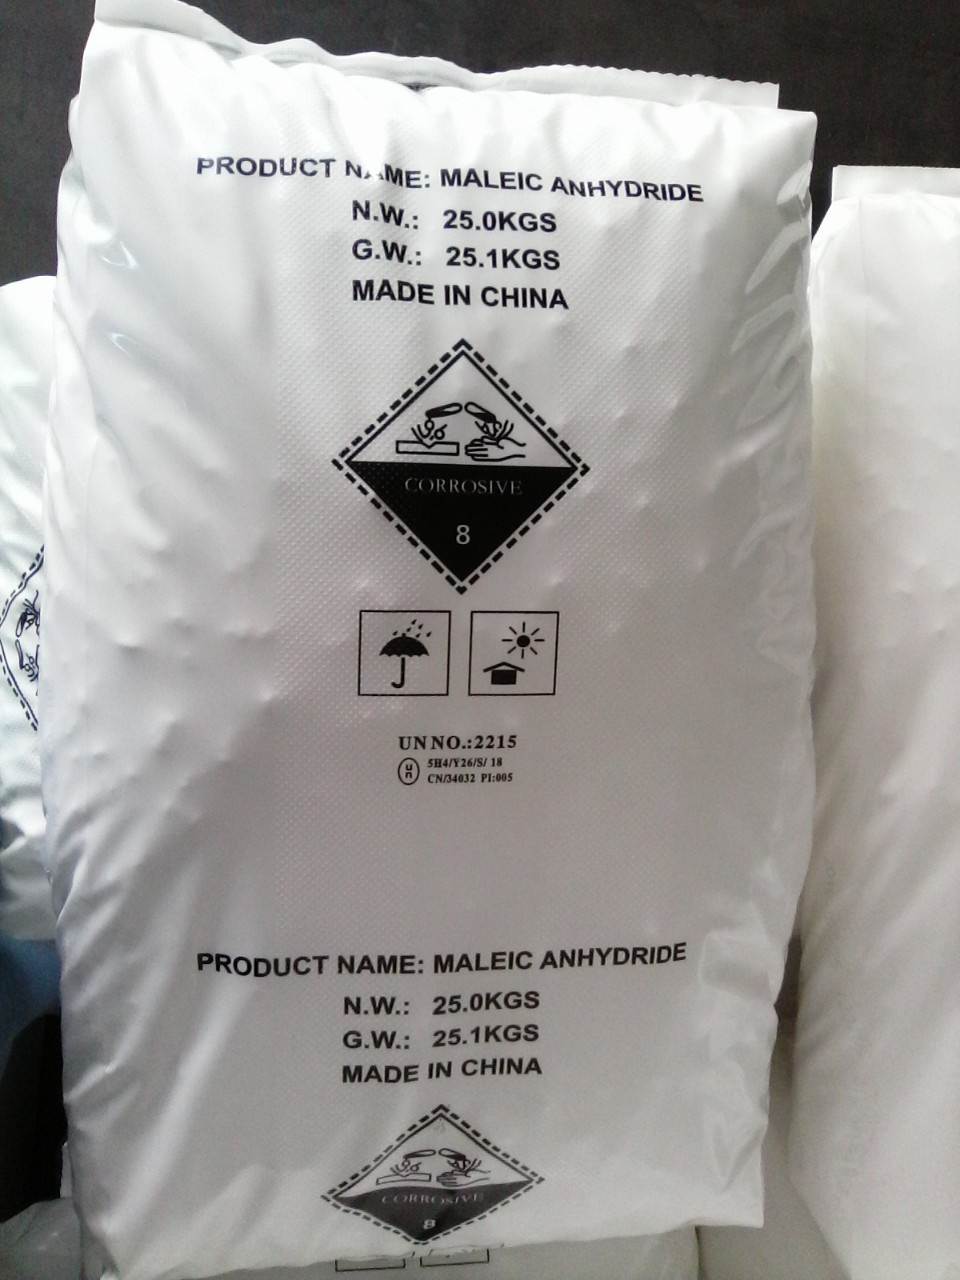 PRODUCT NAME: MALEIC ANHYDRIDE
N.W.: 25.0KGS
G.W.: 25.1KGS
MADE IN CHINA
CORROSIVE
8
UN NO.:2215
un
5H4/Y26/S/ 18
CN/34032 PI:005
PRODUCT NAME: MALEIC ANHYDRIDE
N.W.: 25.0KGS
G.W.: 25.1KGS
MADE IN CHINA
CORROSIVE
8